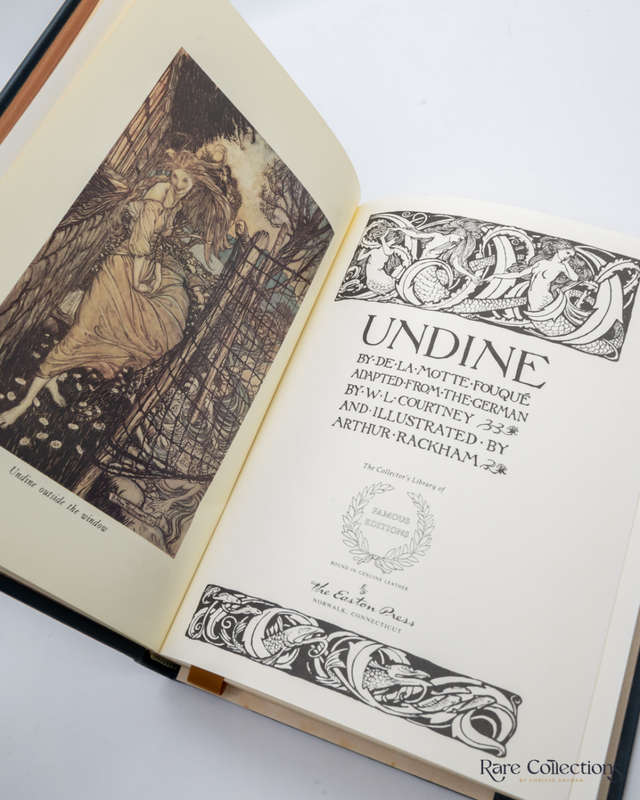 Undine outside the window
UNDINE
BY·DE·LA·MOTTE·FOUQUÉ
ADAPTED·FROM·THE·GERMAN
BY·W·L·COURTNEY
AND·ILLUSTRATED·BY
ARTHUR·RACKHAM
The Collector's Library of
FAMOUS
EDITIONS
BOUND IN GENUINE LEATHER
by
The Easton Press
NORWALK, CONNECTICUT
Rare Collections